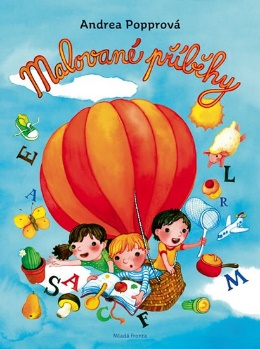 Andrea Popprová
Malované příběhy
E
L
A
R
M
S
A
C
F
Mladá fronta